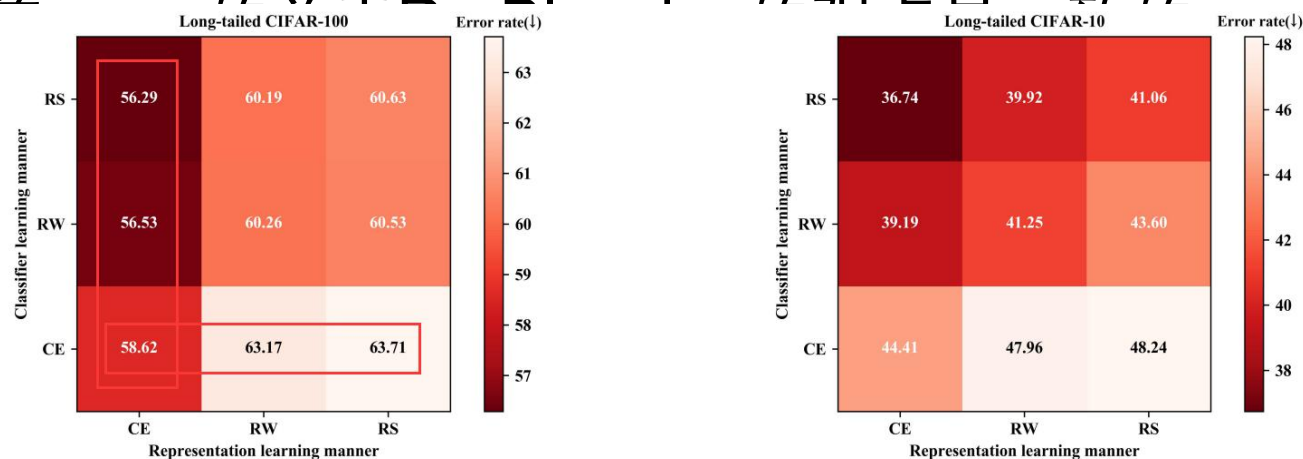 Long-tailed CIFAR-100
Error rate(↓)
RS
56.29 60.19 60.63
RW
56.53 60.26 60.53
CE
58.62 63.17 63.71
CE RW RS
Representation learning manner
Classifier learning manner
63
62
61
60
59
58
57
Long-tailed CIFAR-10
Error rate(↓)
RS
36.74 39.92 41.06
RW
39.19 41.25 43.60
CE
44.41 47.96 48.24
CE RW RS
Representation learning manner
Classifier learning manner
48
46
44
42
40
38